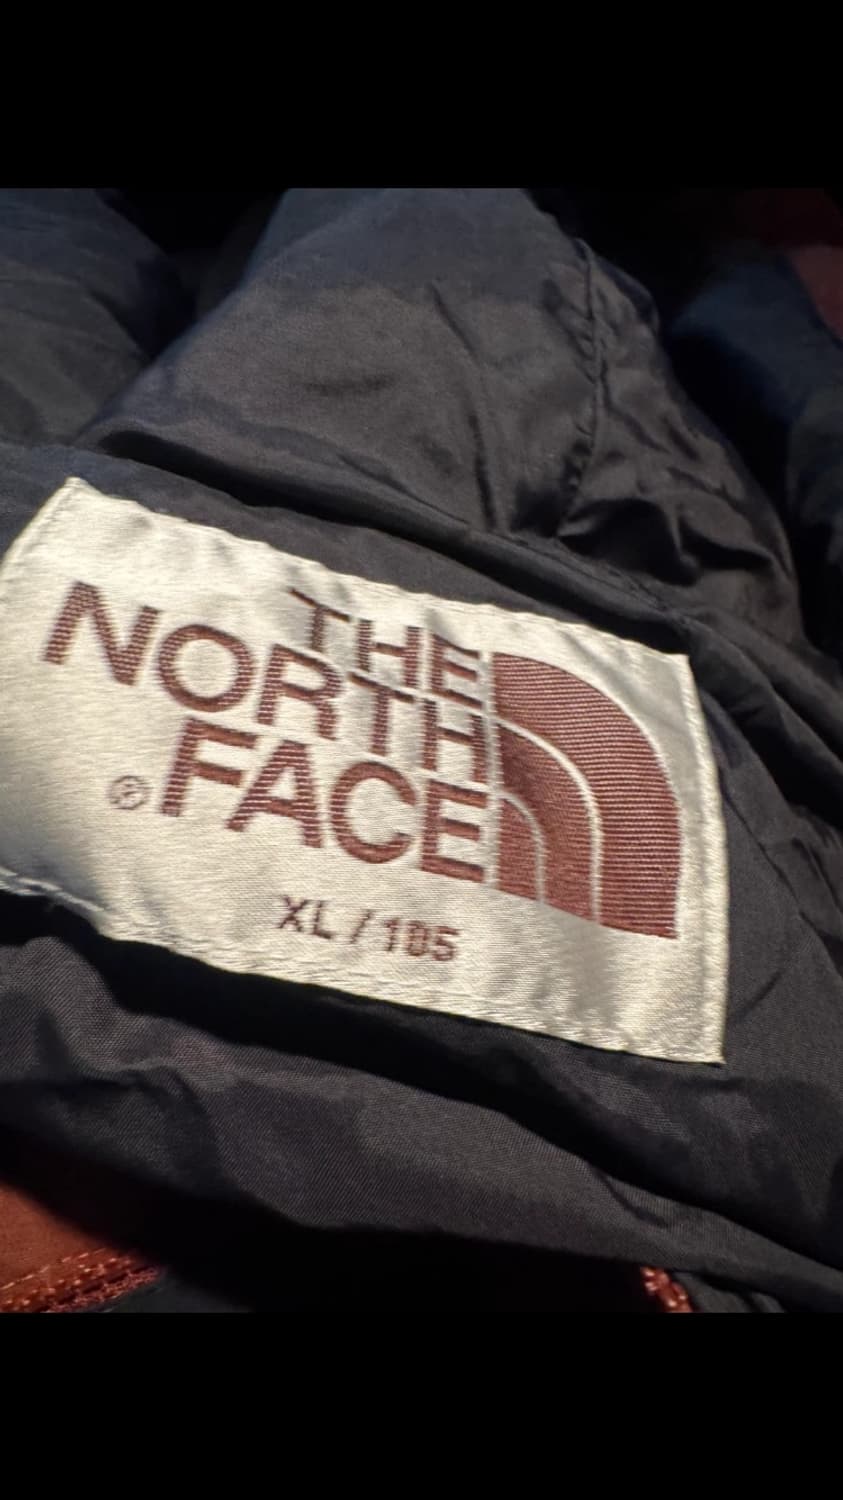 THE
NORTH
FACE
®
XL / 105